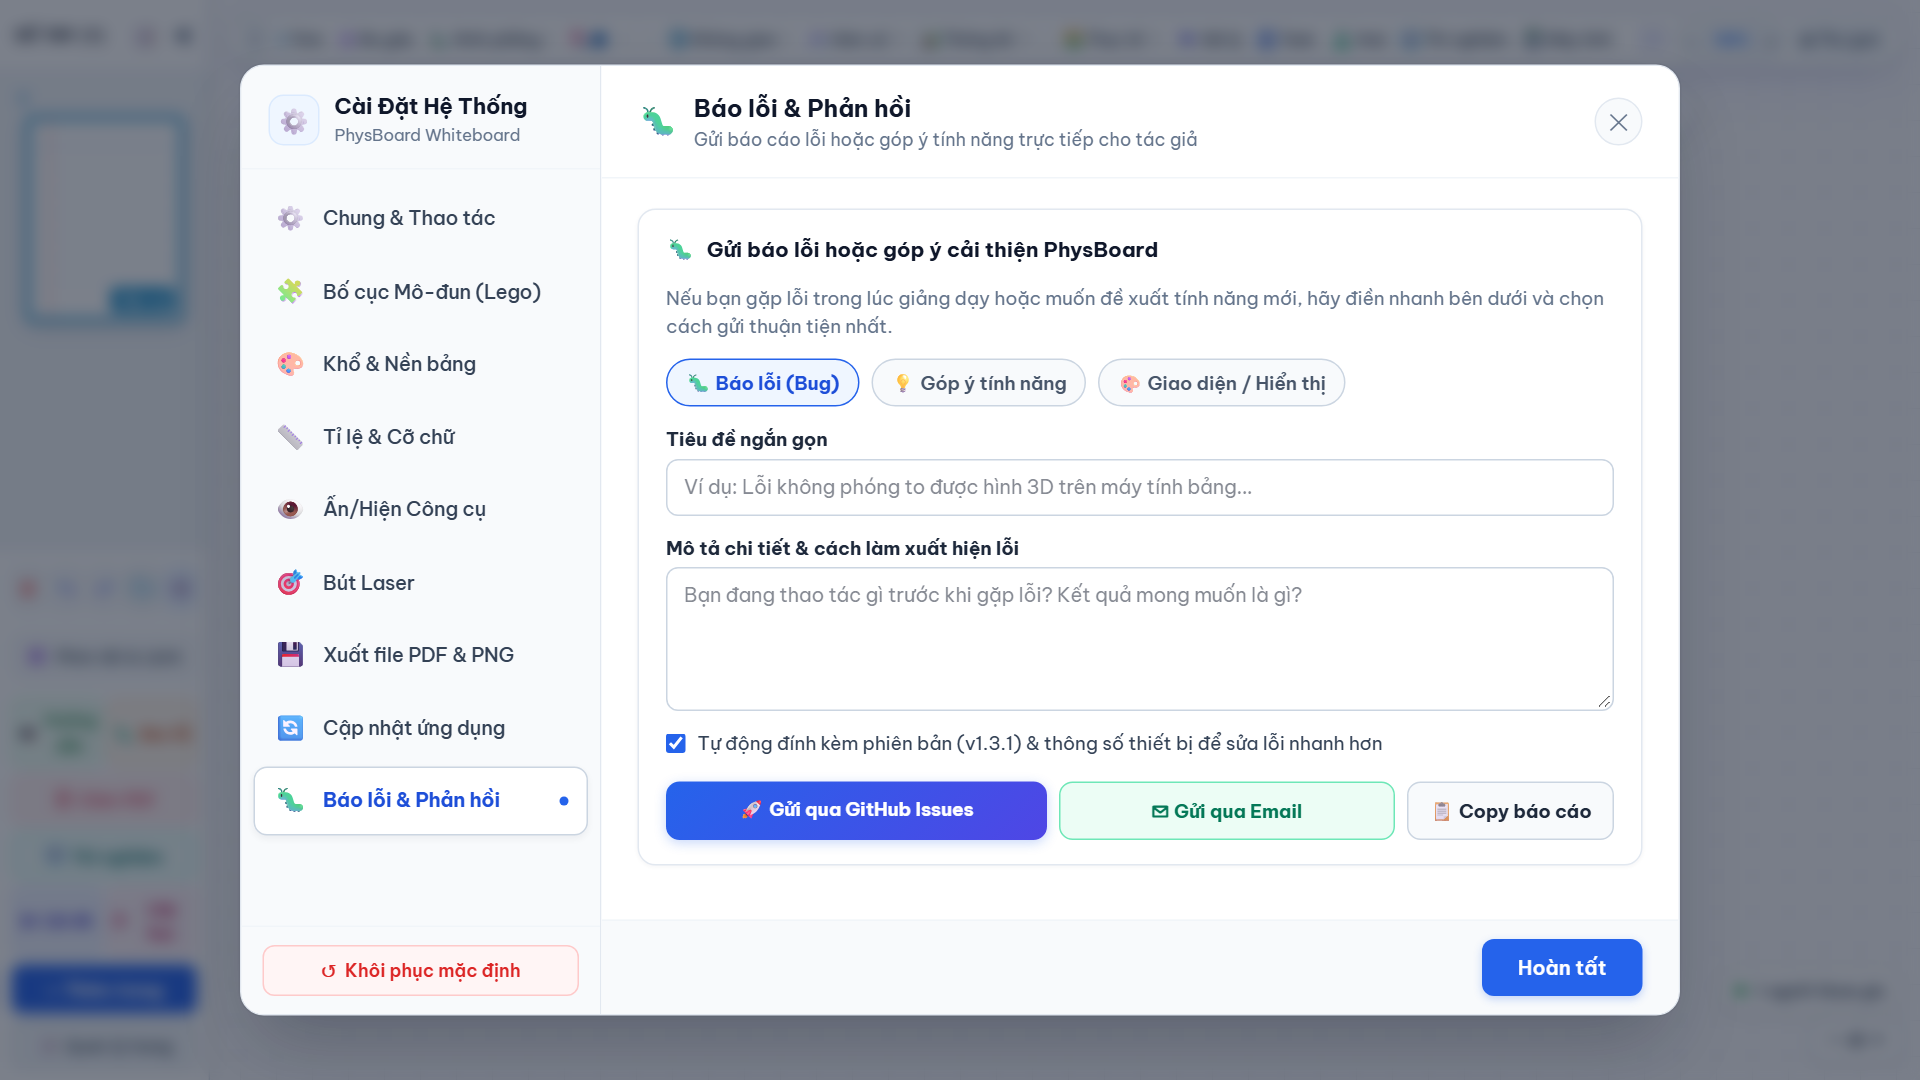 Cài Đặt Hệ Thống
PhysBoard Whiteboard
Chung & Thao tác
Bố cục Mô-đun (Lego)
Khổ & Nền bảng
Tỉ lệ & Cỡ chữ
Ẩn/Hiện Công cụ
Bút Laser
Xuất file PDF & PNG
Cập nhật ứng dụng
Báo lỗi & Phản hồi
Khôi phục mặc định
Báo lỗi & Phản hồi
Gửi báo cáo lỗi hoặc góp ý tính năng trực tiếp cho tác giả
Gửi báo lỗi hoặc góp ý cải thiện PhysBoard
Nếu bạn gặp lỗi trong lúc giảng dạy hoặc muốn đề xuất tính năng mới, hãy điền nhanh bên dưới và chọn
cách gửi thuận tiện nhất.
Báo lỗi (Bug)
Góp ý tính năng
Giao diện / Hiển thị
Tiêu đề ngắn gọn
Ví dụ: Lỗi không phóng to được hình 3D trên máy tính bảng...
Mô tả chi tiết & cách làm xuất hiện lỗi
Bạn đang thao tác gì trước khi gặp lỗi? Kết quả mong muốn là gì?
Tự động đính kèm phiên bản (v1.3.1) & thông số thiết bị để sửa lỗi nhanh hơn
Gửi qua GitHub Issues
Gửi qua Email
Copy báo cáo
Hoàn tất